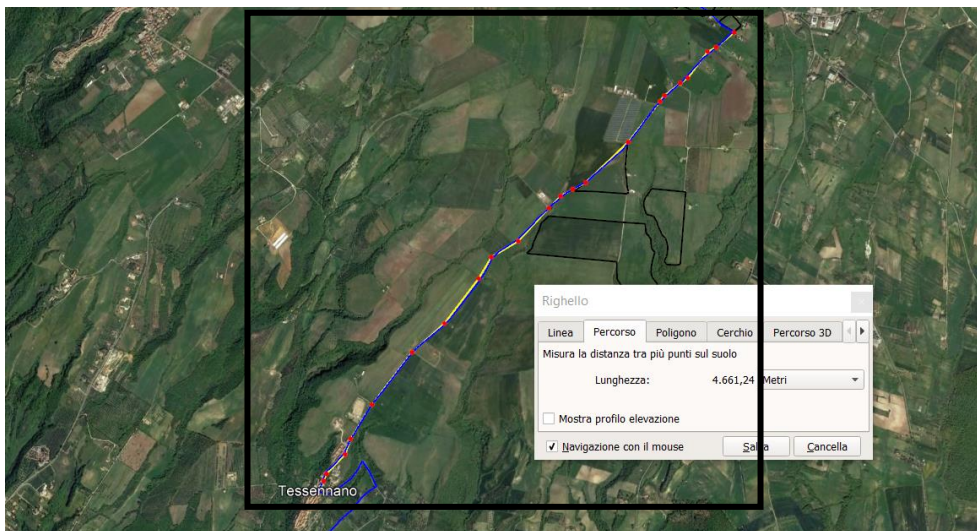 Righello
Linea Percorso Poligono Cerchio Percorso 3D
Misura la distanza tra più punti sul suolo
Lunghezza: 4.661,24 Metri
Mostra profilo elevazione
Navigazione con il mouse Salva Cancella
Tessennano